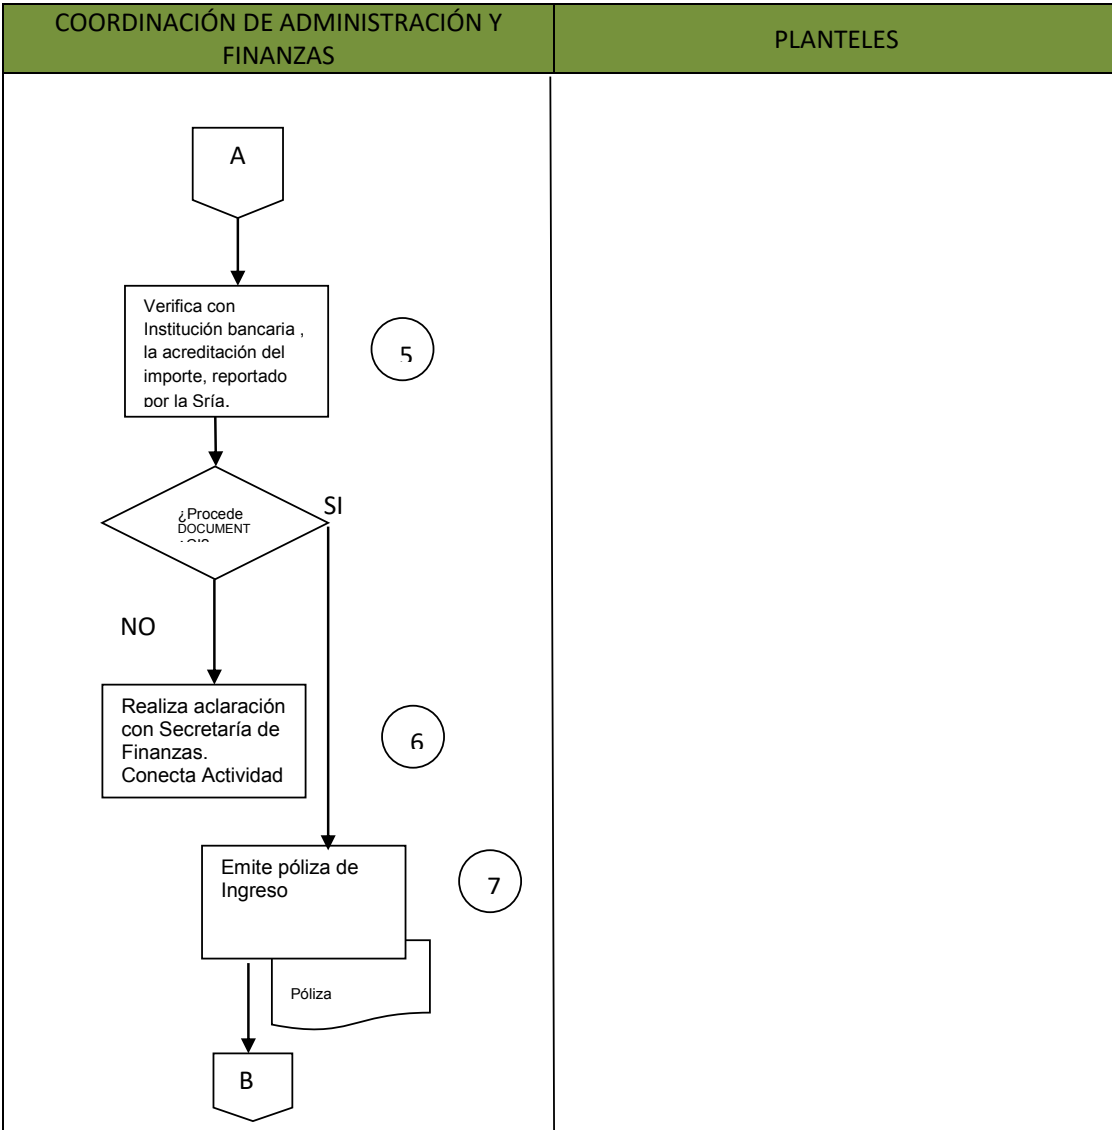 COORDINACIÓN DE ADMINISTRACIÓN Y
FINANZAS
PLANTELES
A
Verifica con
Institución bancaria ,
la acreditación del
importe, reportado
por la Sría.
5
¿Procede
DOCUMENT
SI
NO
Realiza aclaración
con Secretaría de
Finanzas.
Conecta Actividad
6
Emite póliza de
Ingreso
7
Póliza
B